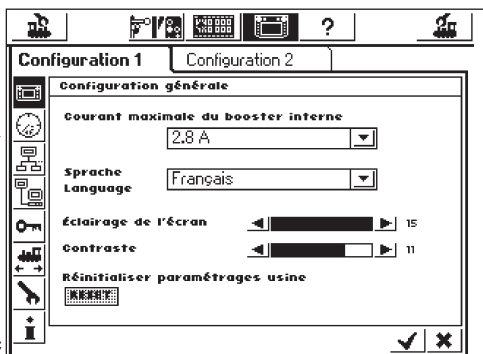 ?
Configuration 1
Configuration 2
Configuration générale
Courant maximale du booster interne
2.8 A
Sprache
Language
Français
Éclairage de l'écran
15
Contraste
11
Réinitialiser paramétrages usine
RESET